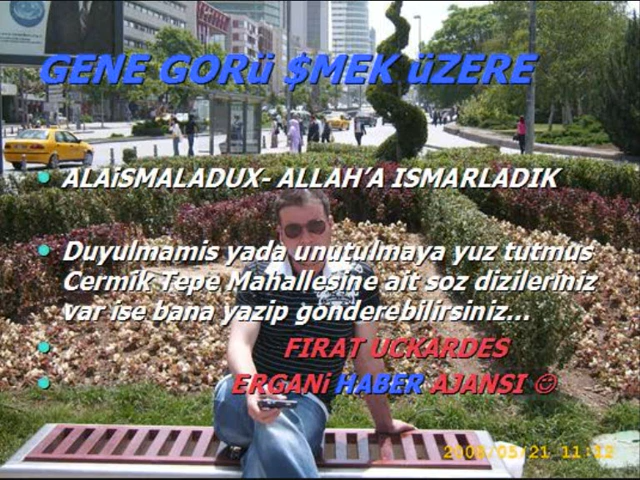 GENE GORü $MEK üZERE
ALAiSMALADUX- ALLAH'A ISMARLADIK
Duyulmamis yada unutulmaya yuz tutmus
Cermik Tepe Mahallesine ait soz dizileriniz
var ise bana yazip gonderebilirsiniz...
FIRAT UCKARDES
ERGANi HABER AJANSI ☺
2008/05/21 11:12